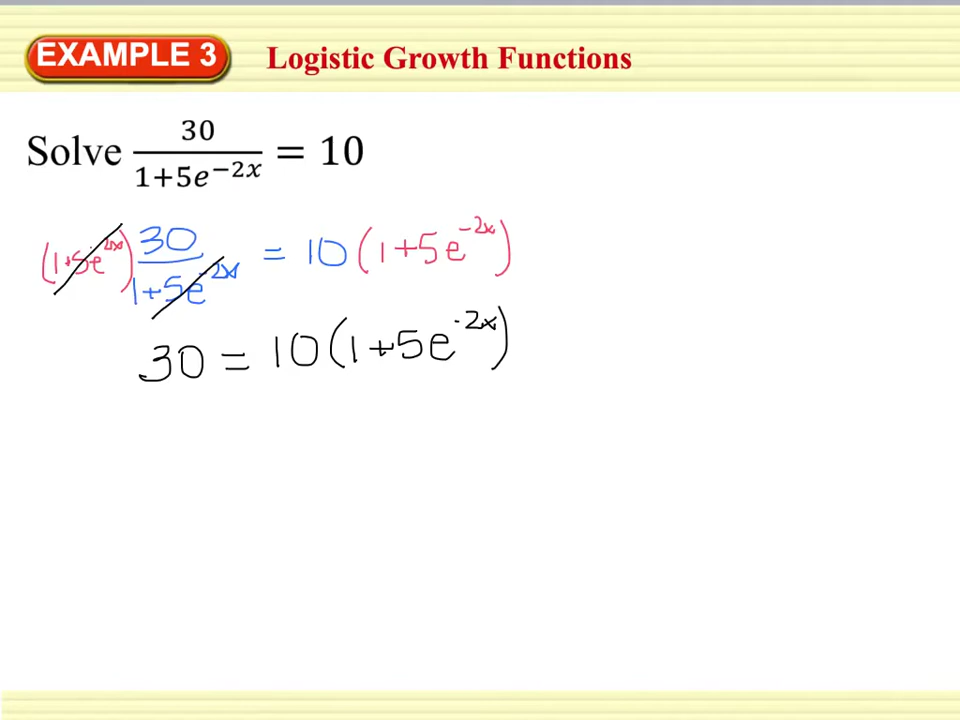 EXAMPLE 3 Logistic Growth Functions
Solve 30/(1+5e^{−2x}) = 10
(1+5e^{-2x}) 30/(1+5e^{-2x}) = 10(1+5e^{-2x})
30 = 10(1+5e^{-2x})